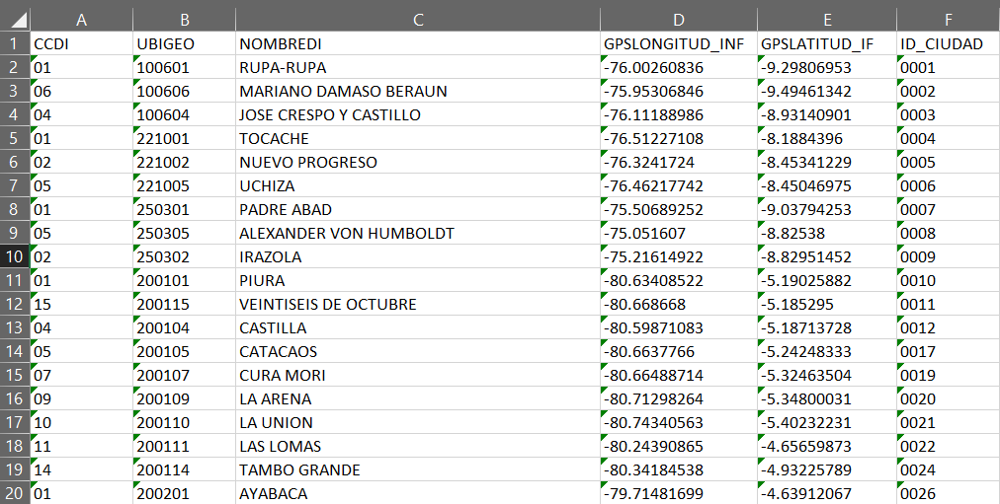 A B C D E F
1 CCDI UBIGEO NOMBREDI GPSLONGITUD_INF GPSLATITUD_IF ID_CIUDAD
2 01 100601 RUPA-RUPA -76.00260836 -9.29806953 0001
3 06 100606 MARIANO DAMASO BERAUN -75.95306846 -9.49461342 0002
4 04 100604 JOSE CRESPO Y CASTILLO -76.11188986 -8.93140901 0003
5 01 221001 TOCACHE -76.51227108 -8.1884396 0004
6 02 221002 NUEVO PROGRESO -76.3241724 -8.45341229 0005
7 05 221005 UCHIZA -76.46217742 -8.45046975 0006
8 01 250301 PADRE ABAD -75.50689252 -9.03794253 0007
9 05 250305 ALEXANDER VON HUMBOLDT -75.051607 -8.82538 0008
10 02 250302 IRAZOLA -75.21614922 -8.82951452 0009
11 01 200101 PIURA -80.63408522 -5.19025882 0010
12 15 200115 VEINTISEIS DE OCTUBRE -80.668668 -5.185295 0011
13 04 200104 CASTILLA -80.59871083 -5.18713728 0012
14 05 200105 CATACAOS -80.6637766 -5.24248333 0017
15 07 200107 CURA MORI -80.66488714 -5.32463504 0019
16 09 200109 LA ARENA -80.71298264 -5.34800031 0020
17 10 200110 LA UNION -80.74340563 -5.40232231 0021
18 11 200111 LAS LOMAS -80.24390865 -4.65659873 0022
19 14 200114 TAMBO GRANDE -80.34184538 -4.93225789 0024
20 01 200201 AYABACA -79.71481699 -4.63912067 0026